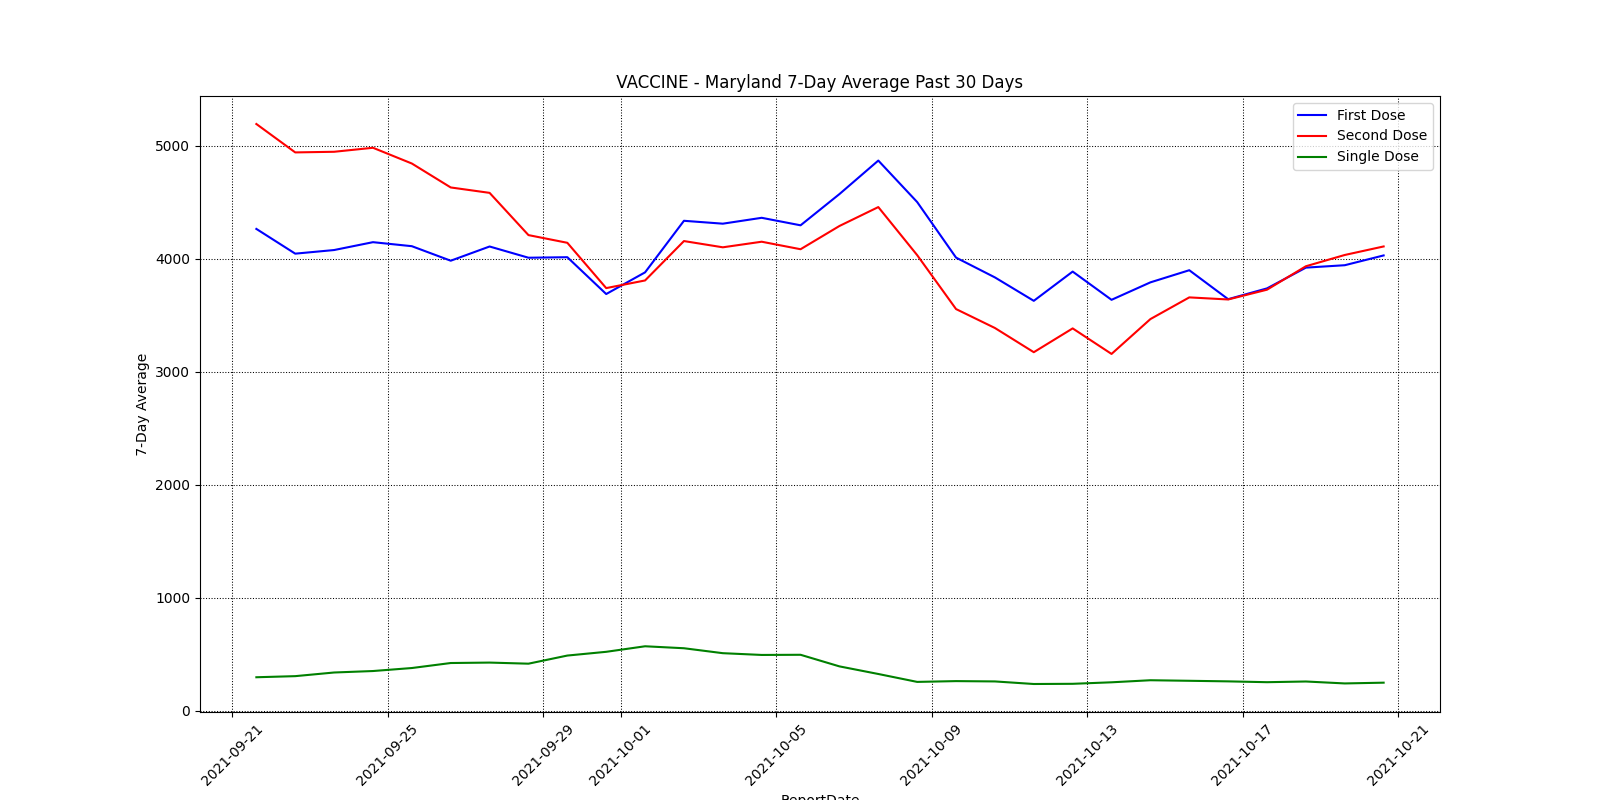 VACCINE - Maryland 7-Day Average Past 30 Days
First Dose
Second Dose
Single Dose
7-Day Average
5000
4000
3000
2000
1000
0
2021-09-21
2021-09-25
2021-09-29
2021-10-01
2021-10-05
2021-10-09
2021-10-13
2021-10-17
2021-10-21
ReportDate